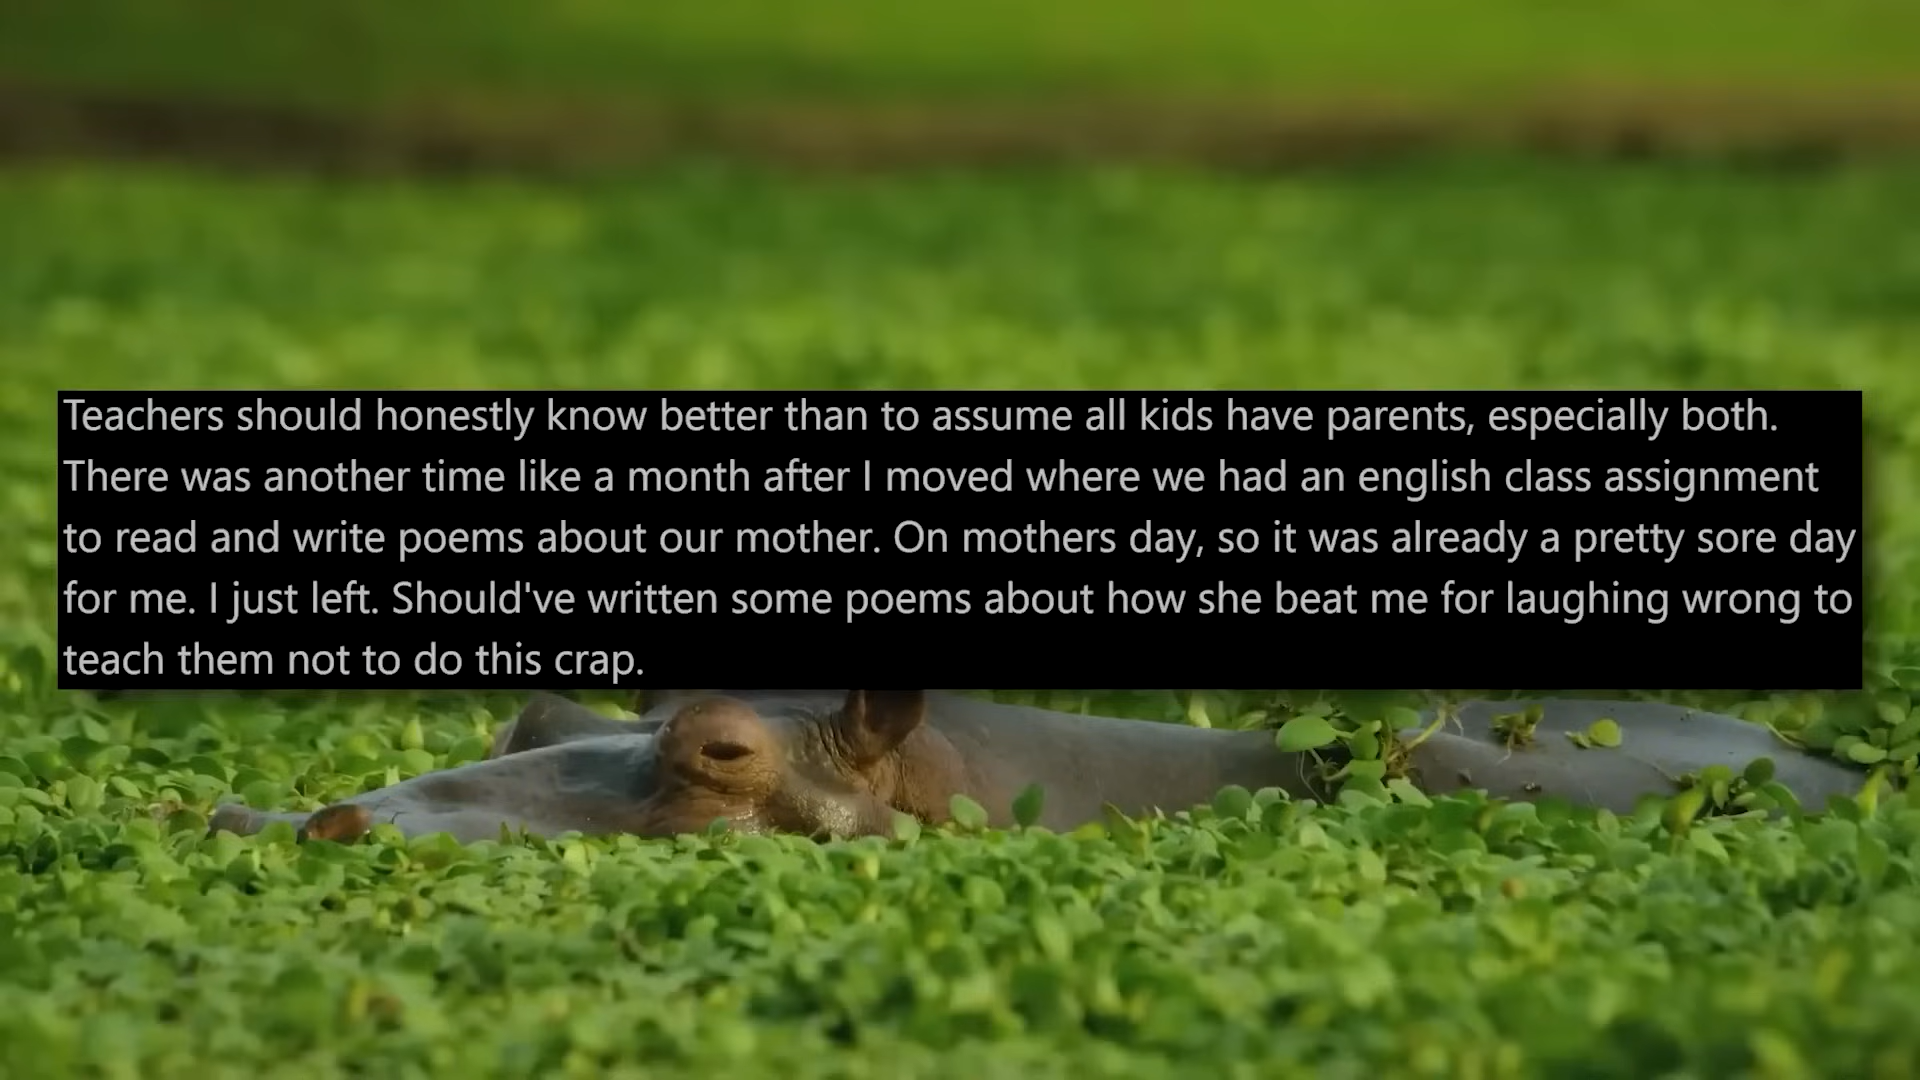 Teachers should honestly know better than to assume all kids have parents, especially both.
There was another time like a month after I moved where we had an english class assignment
to read and write poems about our mother. On mothers day, so it was already a pretty sore day
for me. I just left. Should've written some poems about how she beat me for laughing wrong to
teach them not to do this crap.